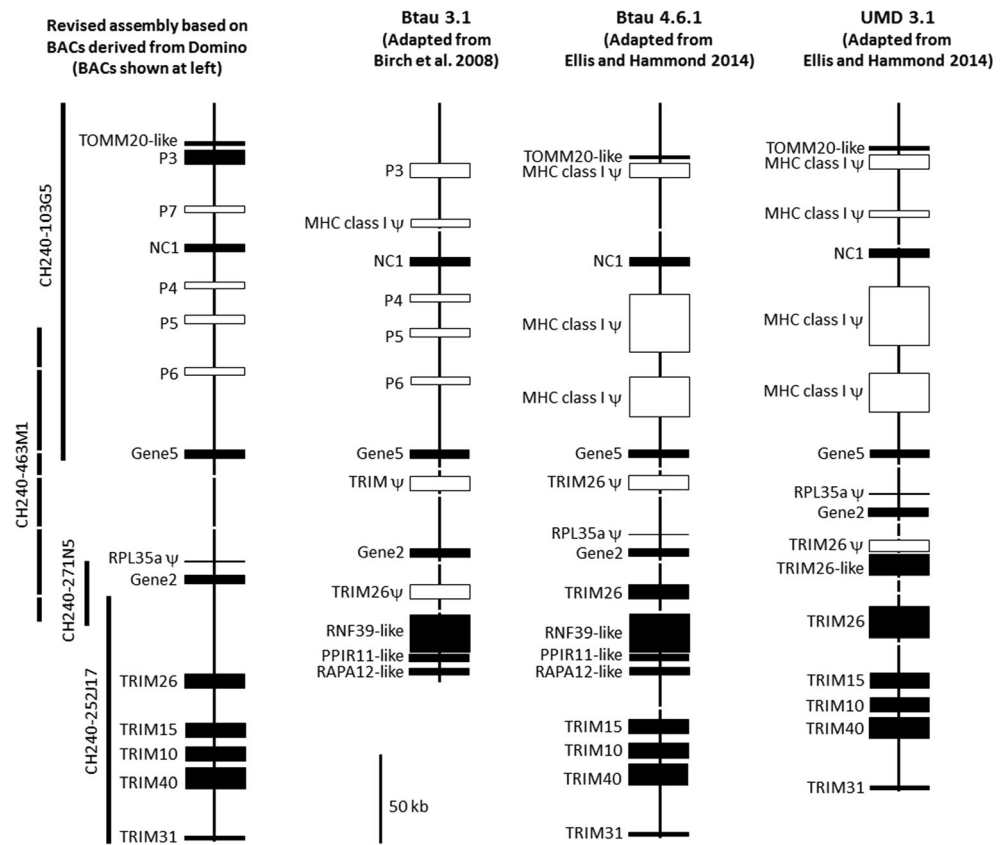 Revised assembly based on
BACs derived from Domino
(BACs shown at left)
CH240-103G5
CH240-463M1
CH240-271N5
CH240-252J17
TOMM20-like
P3
P7
NC1
P4
P5
P6
Gene5
RPL35a ψ
Gene2
TRIM26
TRIM15
TRIM10
TRIM40
TRIM31
Btau 3.1
(Adapted from
Birch et al. 2008)
P3
MHC class I ψ
NC1
P4
P5
P6
Gene5
TRIM ψ
Gene2
TRIM26ψ
RNF39-like
PPIR11-like
RAPA12-like
50 kb
Btau 4.6.1
(Adapted from
Ellis and Hammond 2014)
TOMM20-like
MHC class I ψ
NC1
MHC class I ψ
MHC class I ψ
Gene5
TRIM26 ψ
RPL35a ψ
Gene2
TRIM26
RNF39-like
PPIR11-like
RAPA12-like
TRIM15
TRIM10
TRIM40
TRIM31
UMD 3.1
(Adapted from
Ellis and Hammond 2014)
TOMM20-like
MHC class I ψ
MHC class I ψ
NC1
MHC class I ψ
MHC class I ψ
Gene5
RPL35a ψ
Gene2
TRIM26 ψ
TRIM26-like
TRIM26
TRIM15
TRIM10
TRIM40
TRIM31